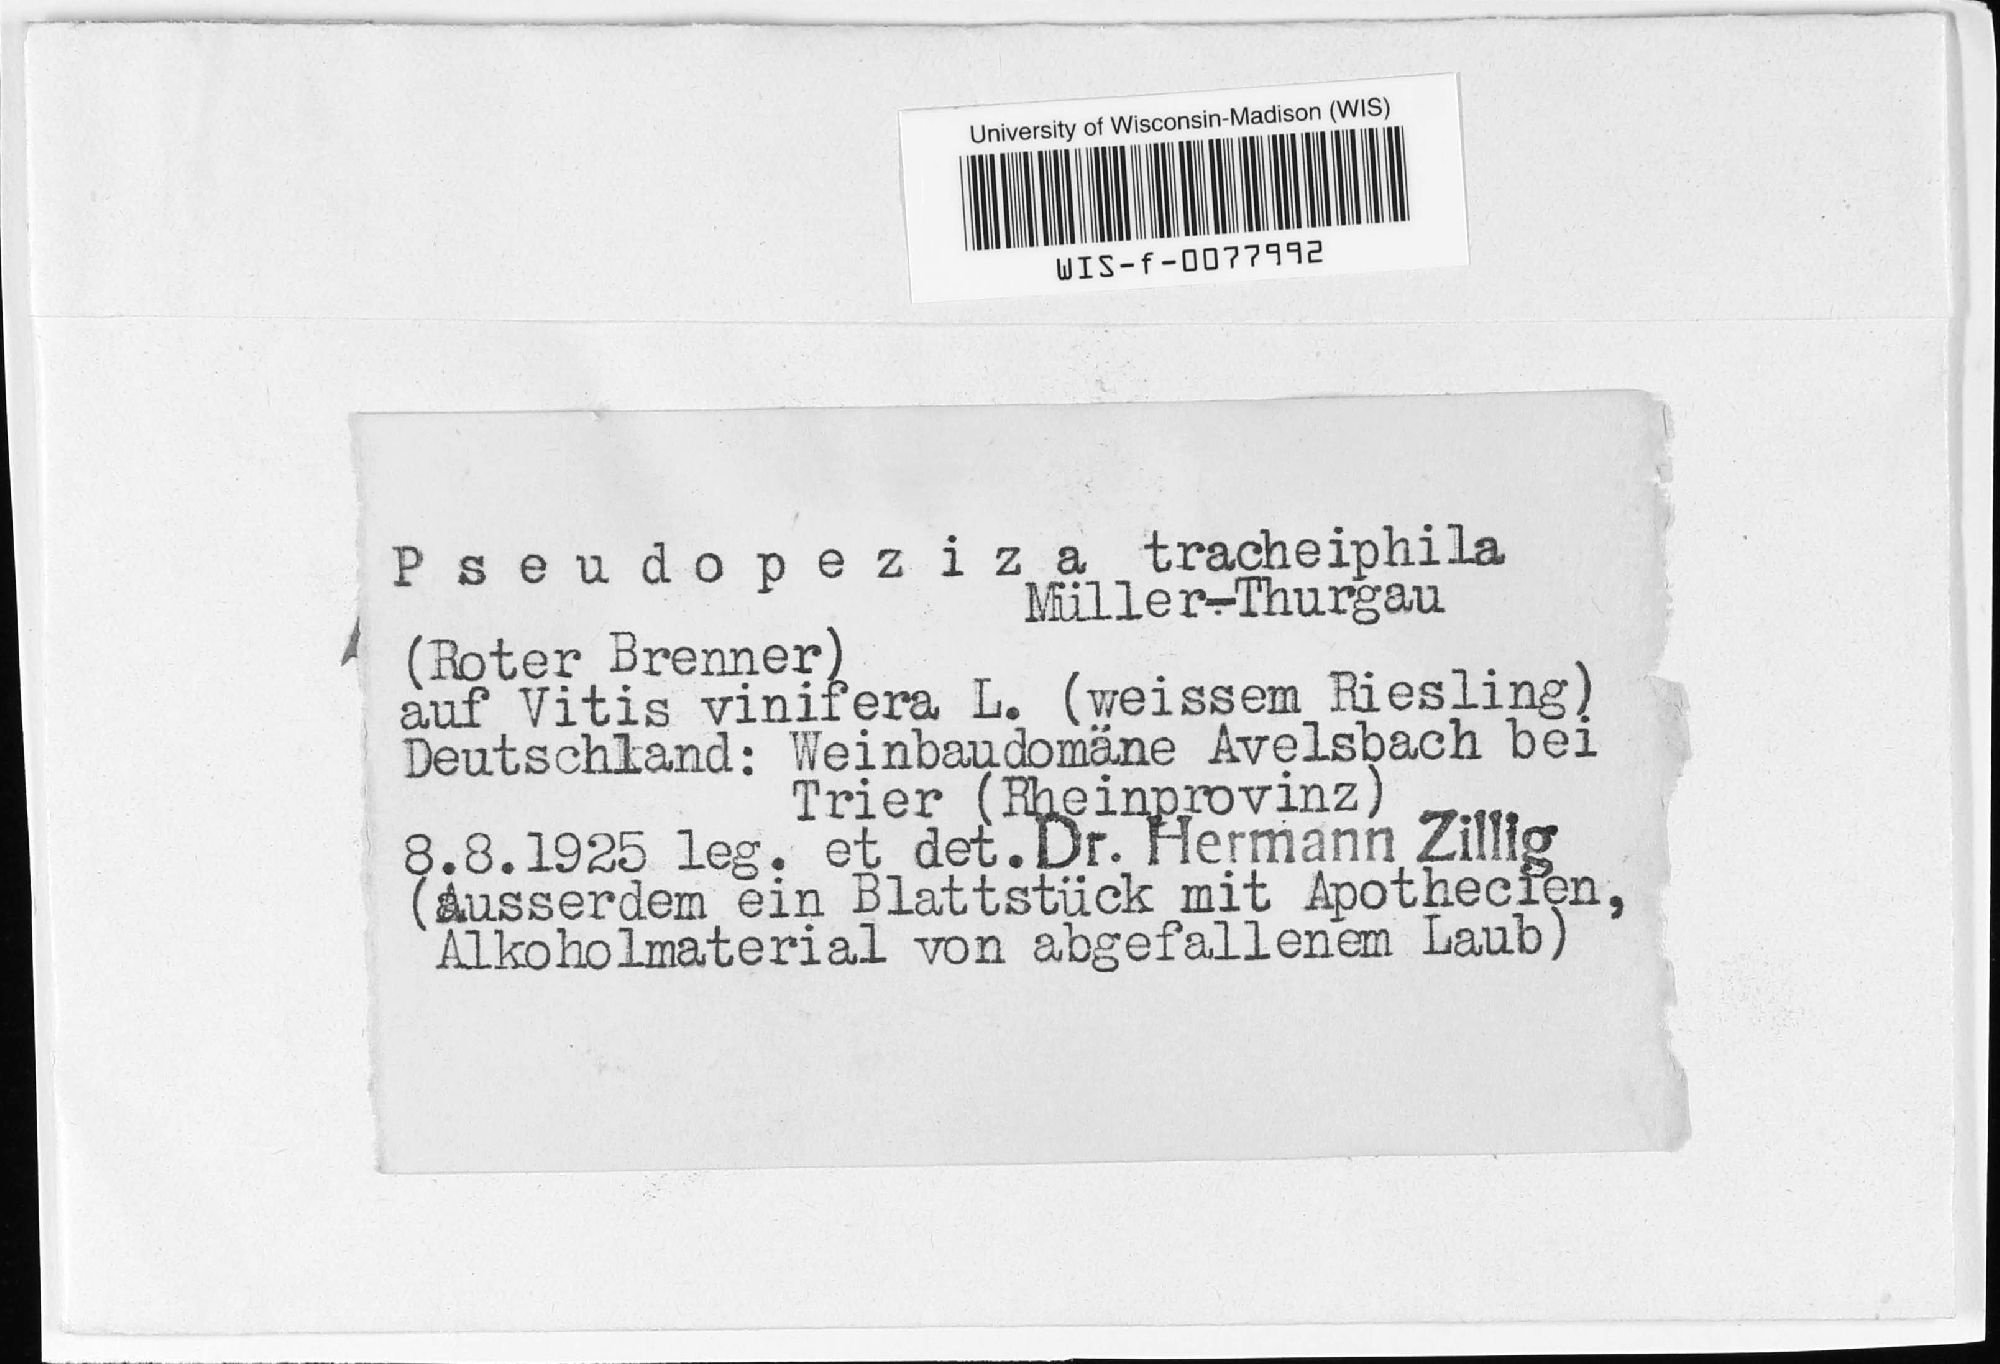 University of Wisconsin-Madison (WIS)
WIS-f-0077992
P s e u d o p e z i z a tracheiphila
Müller-Thurgau
(Roter Brenner)
auf Vitis vinifera L. (weissem Riesling)
Deutschland: Weinbaudomäne Avelsbach bei
Trier (Rheinprovinz)
8.8.1925 leg. et det. Dr. Hermann Zillig
(Ausserdem ein Blattstück mit Apothecien,
Alkoholmaterial von abgefallenem Laub)